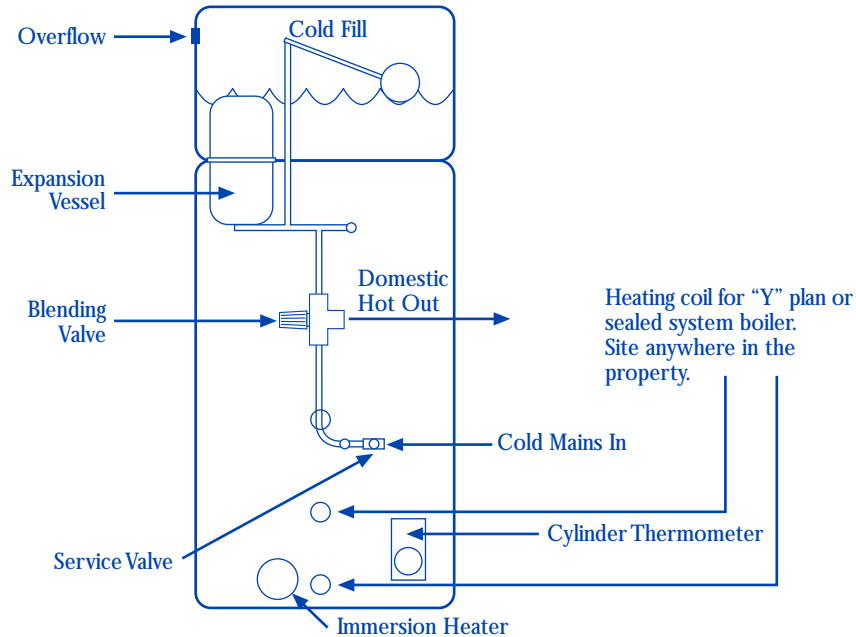 Cold Fill
Overflow
Expansion
Vessel
Domestic
Hot Out
Blending
Valve
Heating coil for “Y” plan or
sealed system boiler.
Site anywhere in the
property.
Cold Mains In
Cylinder Thermometer
Service Valve
Immersion Heater